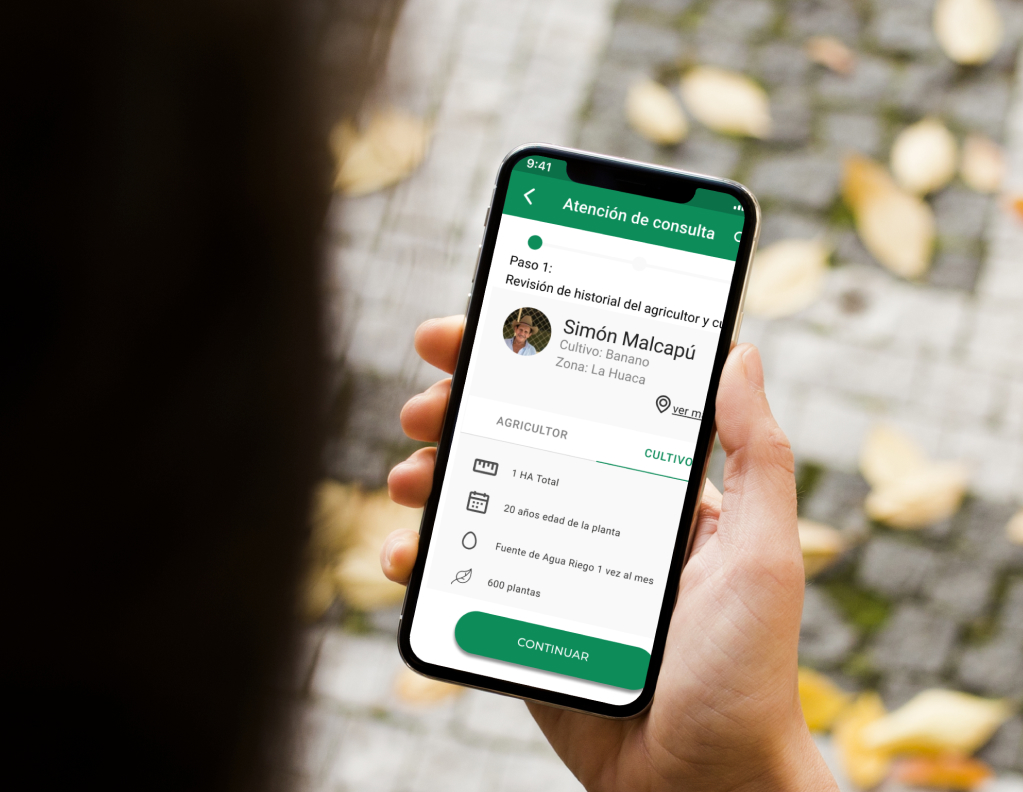 9:41
Atención de consulta
Paso 1:
Revisión de historial del agricultor y cu
Simón Malcapú
Cultivo: Banano
Zona: La Huaca
ver m
AGRICULTOR
CULTIVO
1 HA Total
20 años edad de la planta
Fuente de Agua Riego 1 vez al mes
600 plantas
CONTINUAR